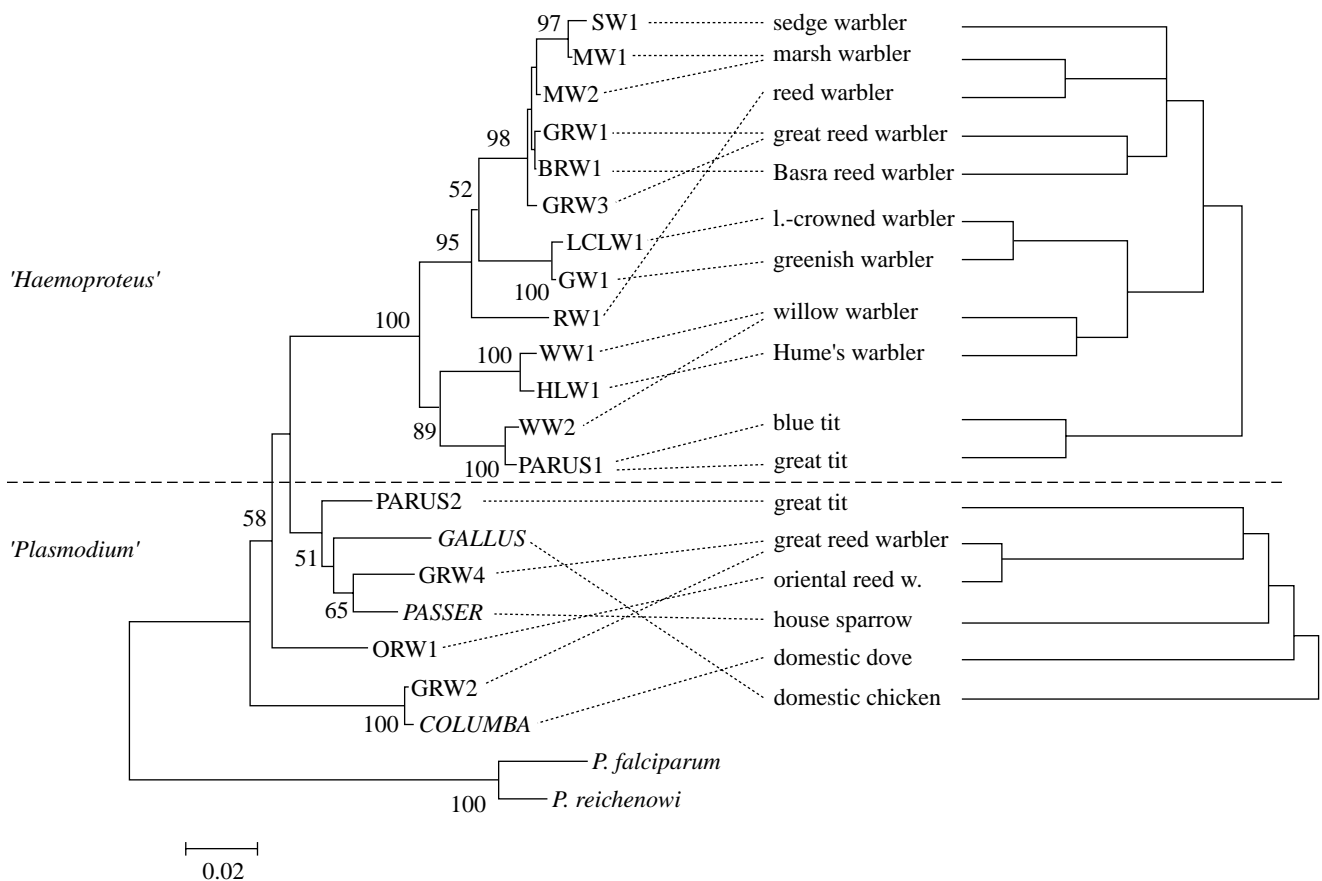 97
SW1
sedge warbler
MW1
marsh warbler
MW2
reed warbler
98
GRW1
great reed warbler
BRW1
Basra reed warbler
52
GRW3
l.-crowned warbler
95
LCLW1
greenish warbler
'Haemoproteus'
GW1
100
RW1
willow warbler
100
100
WW1
Hume's warbler
HLW1
89
WW2
blue tit
100
PARUS1
great tit
PARUS2
great tit
58
GALLUS
great reed warbler
'Plasmodium'
51
GRW4
oriental reed w.
65
PASSER
house sparrow
ORW1
domestic dove
GRW2
domestic chicken
100
COLUMBA
P. falciparum
100
P. reichenowi
0.02